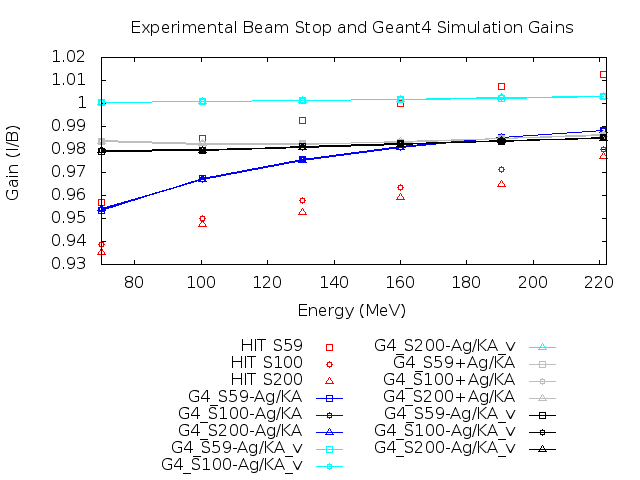 Experimental Beam Stop and Geant4 Simulation Gains
1.02
1.01
1
0.99
0.98
0.97
0.96
0.95
0.94
0.93
Gain (I/B)
80 100 120 140 160 180 200 220
Energy (MeV)
HIT S59
HIT S100
HIT S200
G4_S59-Ag/KA
G4_S100-Ag/KA
G4_S200-Ag/KA
G4_S59-Ag/KA_v
G4_S100-Ag/KA_v
G4_S200-Ag/KA_v
G4_S59+Ag/KA
G4_S100+Ag/KA
G4_S200+Ag/KA
G4_S59-Ag/KA_v
G4_S100-Ag/KA_v
G4_S200-Ag/KA_v